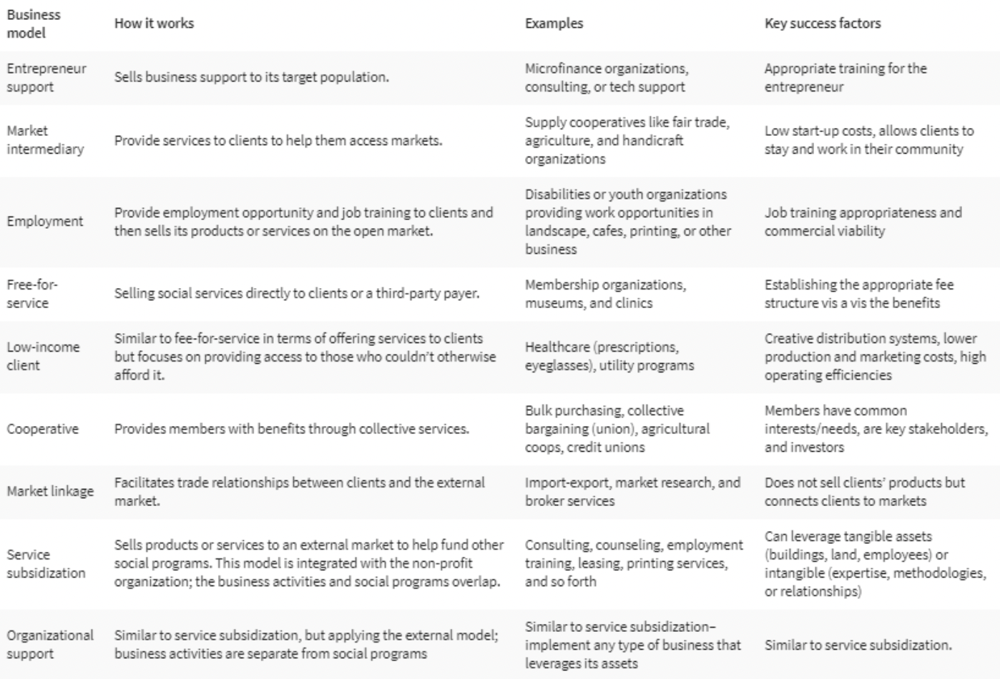 Business
model
How it works
Examples
Key success factors
Entrepreneur
support
Sells business support to its target population.
Microfinance organizations,
consulting, or tech support
Appropriate training for the
entrepreneur
Market
intermediary
Provide services to clients to help them access markets.
Supply cooperatives like fair trade,
agriculture, and handicraft
organizations
Low start-up costs, allows clients to
stay and work in their community
Employment
Provide employment opportunity and job training to clients and
then sells its products or services on the open market.
Disabilities or youth organizations
providing work opportunities in
landscape, cafes, printing, or other
business
Job training appropriateness and
commercial viability
Free-for-
service
Selling social services directly to clients or a third-party payer.
Membership organizations,
museums, and clinics
Establishing the appropriate fee
structure vis a vis the benefits
Low-income
client
Similar to fee-for-service in terms of offering services to clients
but focuses on providing access to those who couldn't otherwise
afford it.
Healthcare (prescriptions,
eyeglasses), utility programs
Creative distribution systems, lower
production and marketing costs, high
operating efficiencies
Cooperative
Provides members with benefits through collective services.
Bulk purchasing, collective
bargaining (union), agricultural
coops, credit unions
Members have common
interests/needs, are key stakeholders,
and investors
Market linkage
Facilitates trade relationships between clients and the external
market.
Import-export, market research, and
broker services
Does not sell clients' products but
connects clients to markets
Service
subsidization
Sells products or services to an external market to help fund other
social programs. This model is integrated with the non-profit
organization; the business activities and social programs overlap.
Consulting, counseling, employment
training, leasing, printing services,
and so forth
Can leverage tangible assets
(buildings, land, employees) or
intangible (expertise, methodologies,
or relationships)
Organizational
support
Similar to service subsidization, but applying the external model;
business activities are separate from social programs
Similar to service subsidization–
implement any type of business that
leverages its assets
Similar to service subsidization.